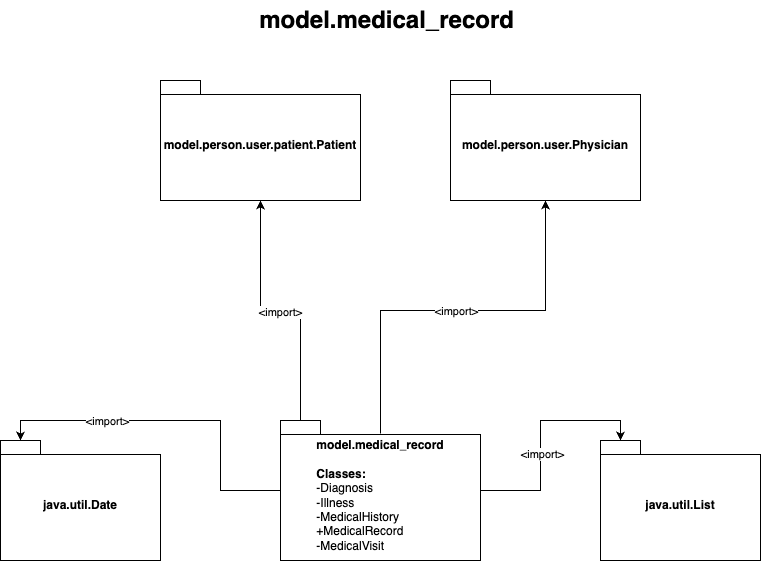 model.medical_record
model.person.user.patient.Patient
model.person.user.Physician
<import>
<import>
<import>
model.medical_record
<import>
Classes:
-Diagnosis
-Illness
-MedicalHistory
+MedicalRecord
-MedicalVisit
java.util.Date
java.util.List